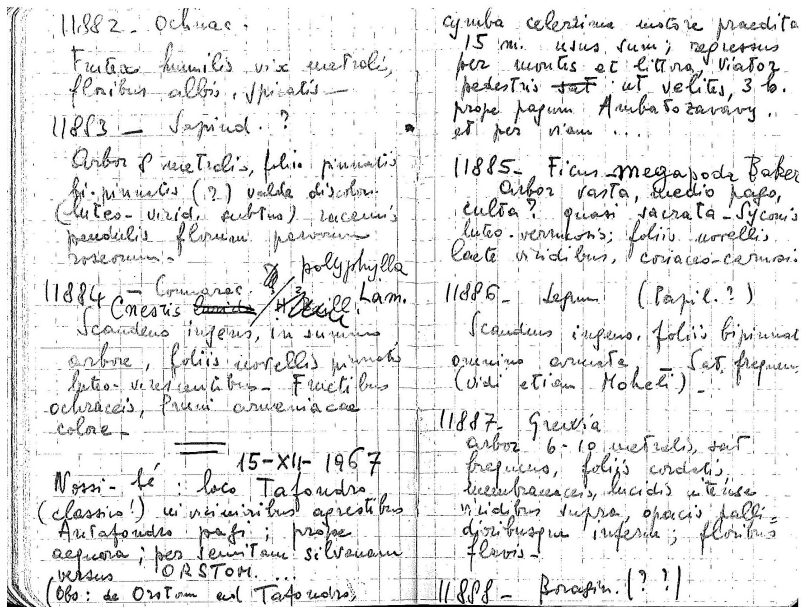 11882 - Ochnac.
Frutex humilis vix metrali,
floribus albis, spicatis -
11883 - Sapind. ?
Arbor 8 metralis, foliis pinnatis
bi-pinnatis (?) valde discolor.
(luteo-virid. subtus) racemis
pendulis florum parvorum
roseorum -
11884 - Connarac.
polyphylla
Cnestis lucida / Lam.
Scandens ingens, in summa
arbore, foliis novellis pinnatis
luteo-virescentibus - Fructibus
ochraceis, Pruni armeniacae
colore -
15-XII-1967
Nossi-bé : loco Tafondro
(classico!) in vicinioribus agrestibus
Antafondro pagi ; prope
aequora ; per semitam silvanam
versus ORSTOM. ...
(Obs : de Orstom ad Tafondro,
cymba celerrima motore praedita
15 m. usus sum ; regressus
per montes et littora, viator
pedestris sat ut velites, 3 h.
prope pagum Ambatozavavy.
et per viam ...
11885 - Ficus megapoda Baker
Arbor vasta, medio pago,
culta ? quasi sacrata - Syconis
luteo-verrucosis ; foliis novellis
laete viridibus, coriaceo-carnosis
11886 - Legum (Papil. ?)
Scandens ingens, foliis bipinnat
omnino armata - Sat frequens
(vidi etiam Moheli) -
11887 - Grewia
arbor 6-10 metralis, sat
frequens, foliis cordatis,
membranaceis, lucidis intense
viridibus supra, opacis palli-
dioribusque inferne ; floribus
flavis -
11888 - Boragin. (??)